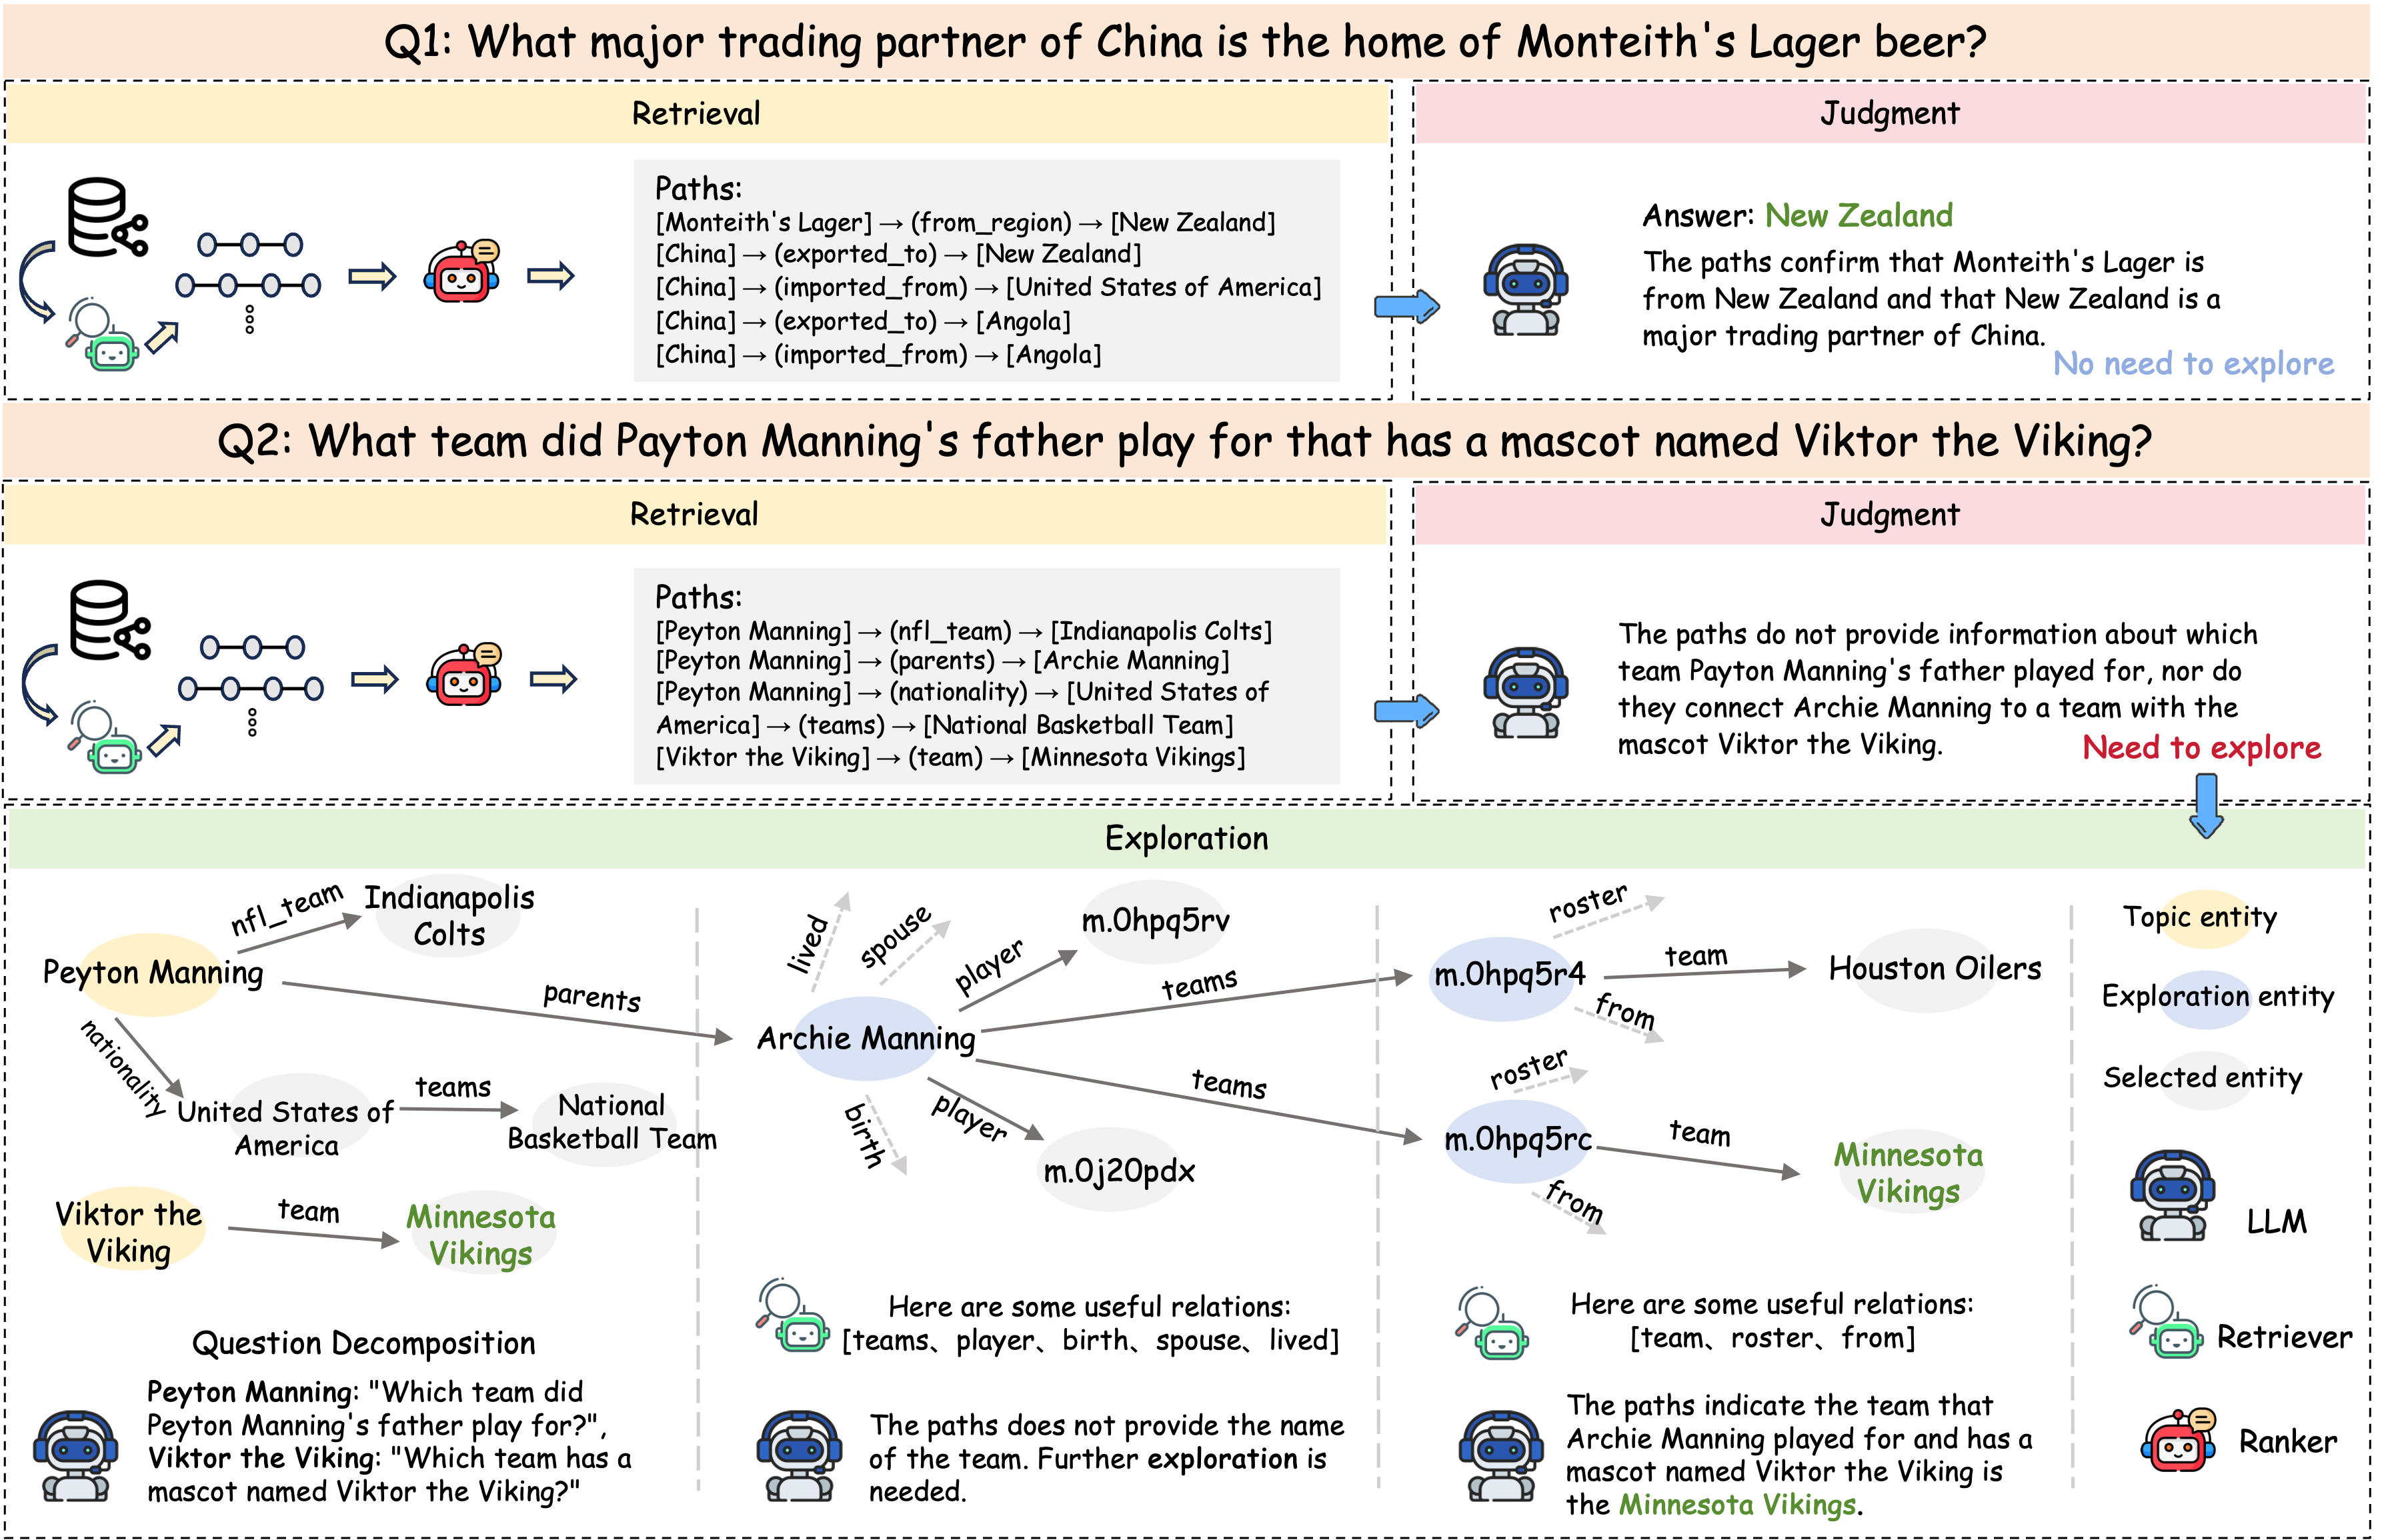 Q1: What major trading partner of China is the home of Monteith's Lager beer?
Retrieval
Paths:
[Monteith's Lager] → (from_region) → [New Zealand]
[China] → (exported_to) → [New Zealand]
[China] → (imported_from) → [United States of America]
[China] → (exported_to) → [Angola]
[China] → (imported_from) → [Angola]
Judgment
Answer: New Zealand
The paths confirm that Monteith's Lager is
from New Zealand and that New Zealand is a
major trading partner of China.
No need to explore
Q2: What team did Payton Manning's father play for that has a mascot named Viktor the Viking?
Retrieval
Paths:
[Peyton Manning] → (nfl_team) → [Indianapolis Colts]
[Peyton Manning] → (parents) → [Archie Manning]
[Peyton Manning] → (nationality) → [United States of
America] → (teams) → [National Basketball Team]
[Viktor the Viking] → (team) → [Minnesota Vikings]
Judgment
The paths do not provide information about which
team Payton Manning's father played for, nor do
they connect Archie Manning to a team with the
mascot Viktor the Viking.
Need to explore
Exploration
Peyton Manning
nfl_team
Indianapolis
Colts
parents
nationality
United States of
America
teams
National
Basketball Team
Viktor the
Viking
team
Minnesota
Vikings
Question Decomposition
Peyton Manning: "Which team did
Peyton Manning's father play for?",
Viktor the Viking: "Which team has a
mascot named Viktor the Viking?"
lived
spouse
player
m.0hpq5rv
Archie Manning
teams
teams
birth
player
m.0j20pdx
Here are some useful relations:
[teams、player、birth、spouse、lived]
The paths does not provide the name
of the team. Further exploration is
needed.
roster
m.0hpq5r4
team
Houston Oilers
from
roster
m.0hpq5rc
team
Minnesota
Vikings
from
Here are some useful relations:
[team、roster、from]
The paths indicate the team that
Archie Manning played for and has a
mascot named Viktor the Viking is
the Minnesota Vikings.
Topic entity
Exploration entity
Selected entity
LLM
Retriever
Ranker